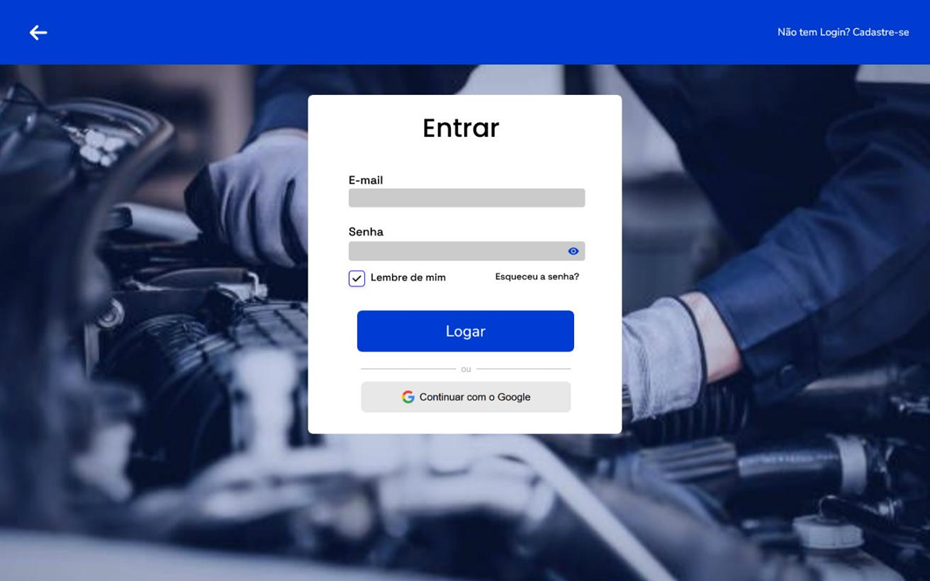 Não tem Login? Cadastre-se
Entrar
E-mail
Senha
Lembre de mim
Esqueceu a senha?
Logar
ou
Continuar com o Google